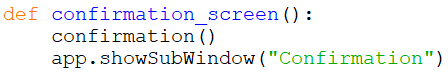 def confirmation_screen():
    confirmation()
    app.showSubWindow("Confirmation")